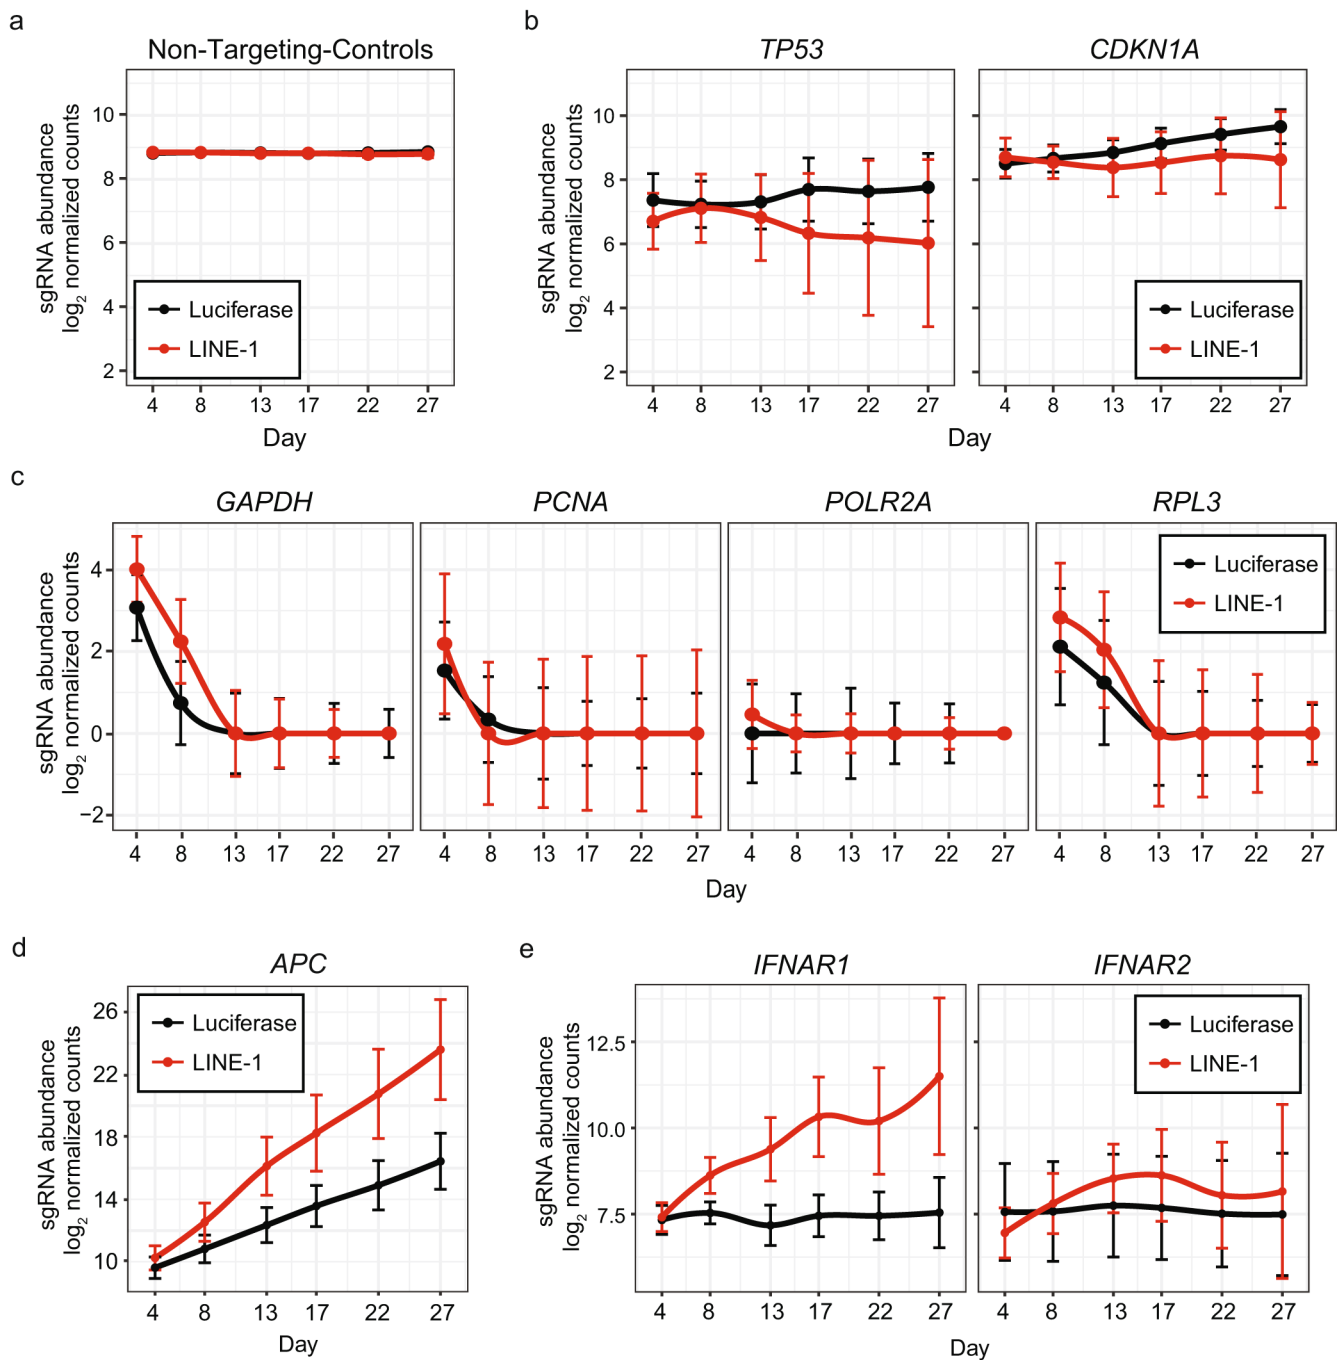 a
Non-Targeting-Controls
sgRNA abundance
log₂ normalized counts
10
8
6
4
2
Luciferase
LINE-1
4 8 13 17 22 27
Day
b
TP53
CDKN1A
sgRNA abundance
log₂ normalized counts
10.0
8
6
4
2
Luciferase
LINE-1
4 8 13 17 22 27
4 8 13 17 22 27
Day
c
GAPDH
PCNA
POLR2A
RPL3
sgRNA abundance
log₂ normalized counts
4
2
0
−2
Luciferase
LINE-1
4 8 13 17 22 27
4 8 13 17 22 27
4 8 13 17 22 27
4 8 13 17 22 27
Day
d
APC
sgRNA abundance
log₂ normalized counts
26
22
18
14
10
Luciferase
LINE-1
4 8 13 17 22 27
Day
e
IFNAR1
IFNAR2
sgRNA abundance
log₂ normalized counts
12.5
10.0
7.5
Luciferase
LINE-1
4 8 13 17 22 27
4 8 13 17 22 27
Day